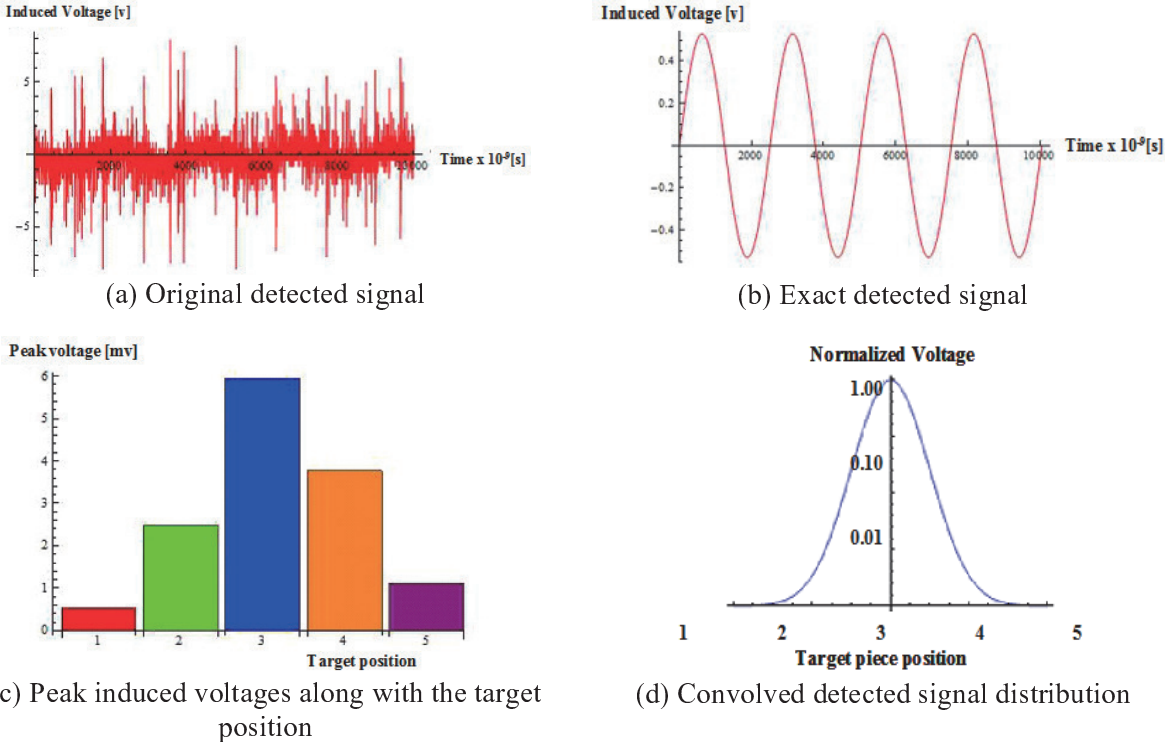 Induced Voltage [v]
5
-5
2000
4000
6000
8000
10000
Time x 10-9[s]
(a) Original detected signal
Induced Voltage [v]
0.4
0.2
-0.2
-0.4
2000
4000
6000
8000
10000
Time x 10-9[s]
(b) Exact detected signal
Peak voltage [mv]
6
5
4
3
2
1
0
1 2 3 4 5
Target position
c) Peak induced voltages along with the target
position
Normalized Voltage
1.00
0.10
0.01
1 2 3 4 5
Target piece position
(d) Convolved detected signal distribution